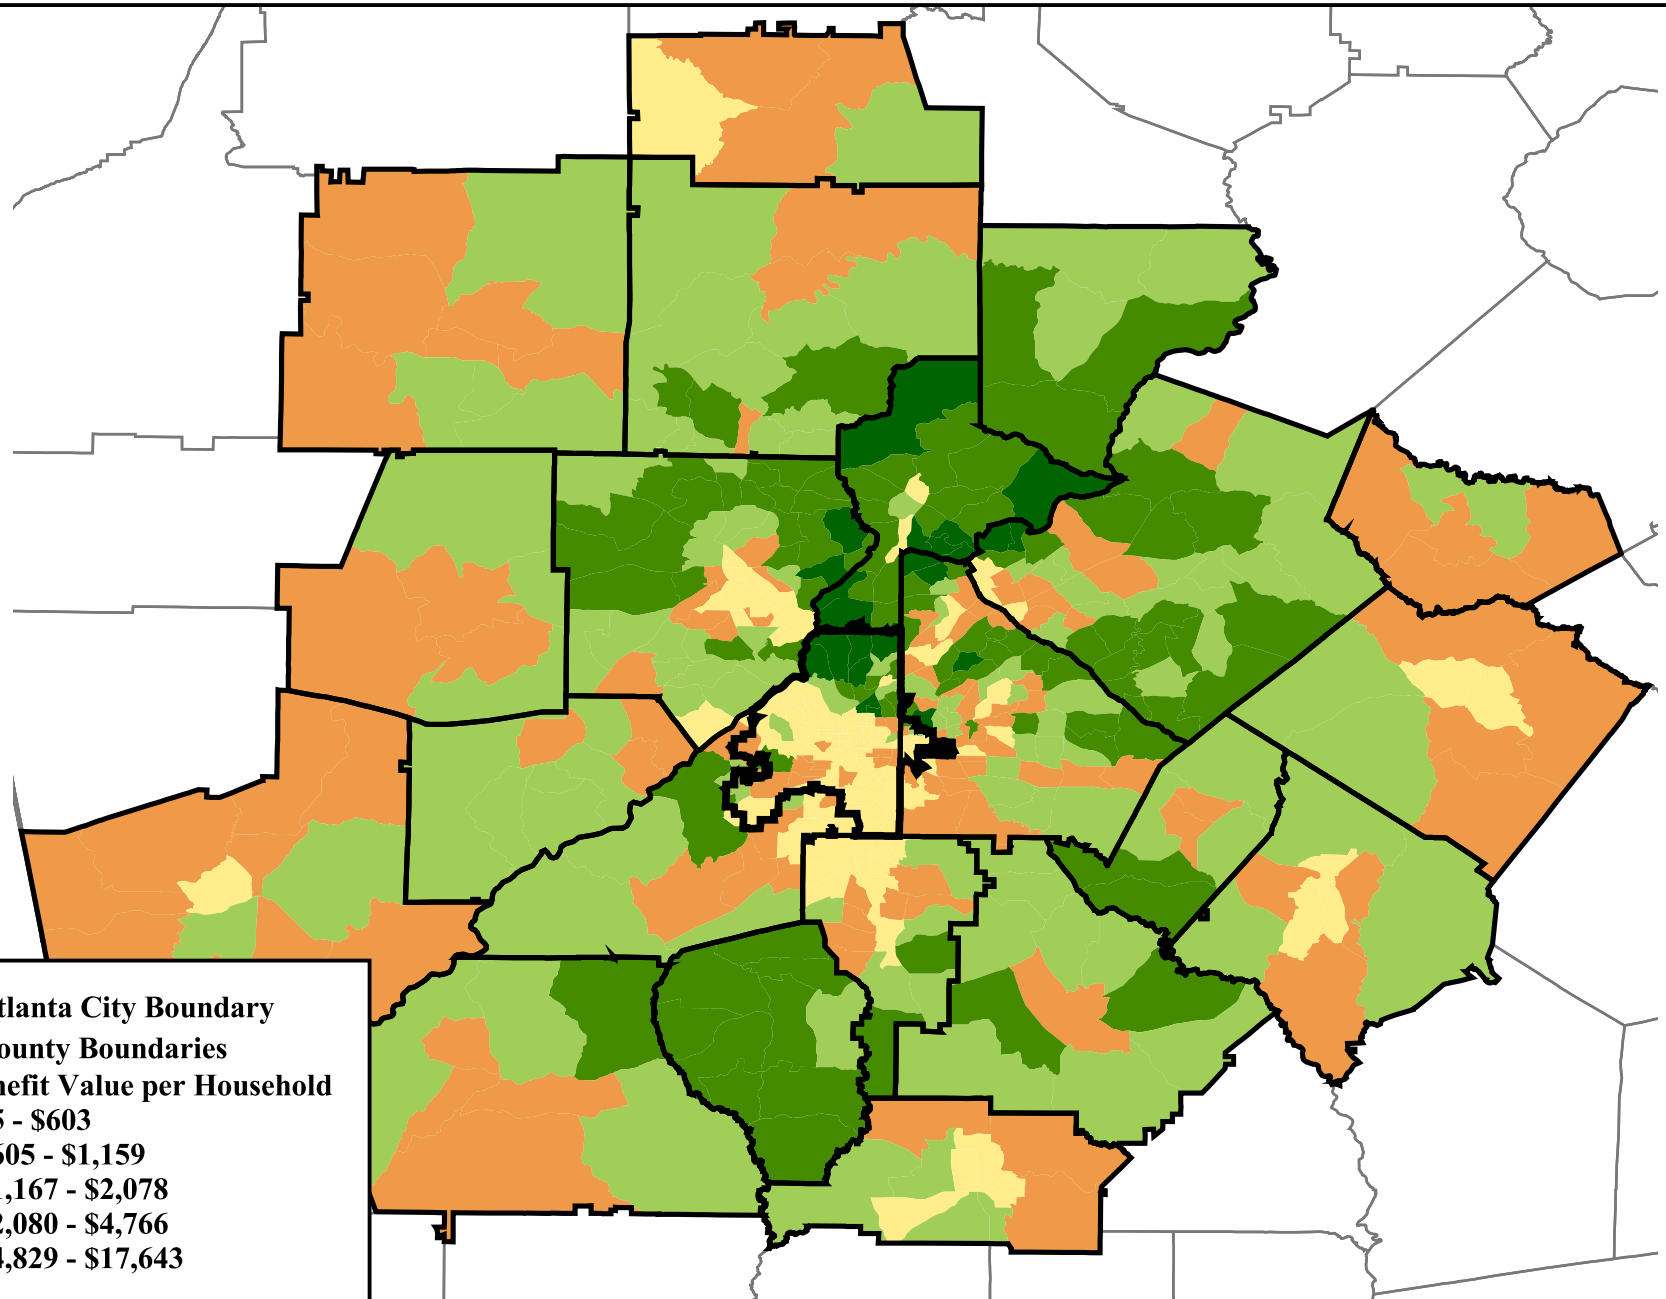 tlanta City Boundary
ounty Boundaries
nefit Value per Household
5 - $603
605 - $1,159
1,167 - $2,078
2,080 - $4,766
4,829 - $17,643